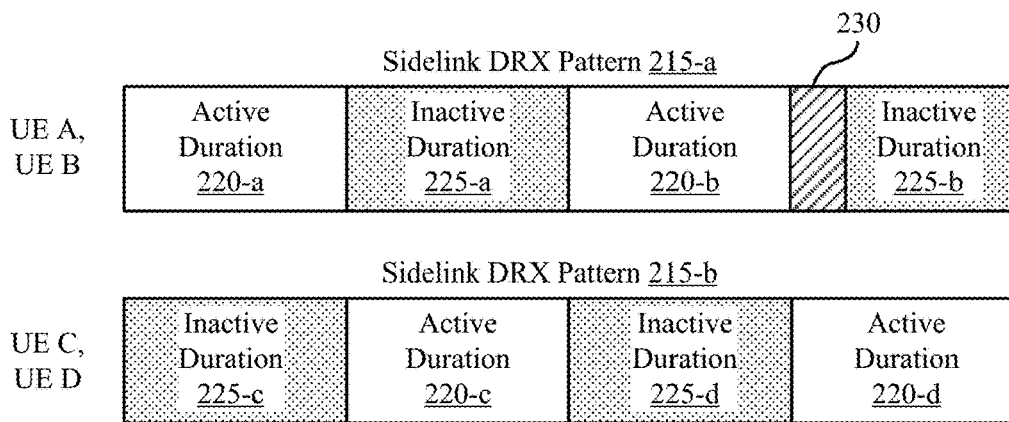 230
Sidelink DRX Pattern 215-a
UE A,
UE B
Active
Duration
220-a
Inactive
Duration
225-a
Active
Duration
220-b
Inactive
Duration
225-b
Sidelink DRX Pattern 215-b
UE C,
UE D
Inactive
Duration
225-c
Active
Duration
220-c
Inactive
Duration
225-d
Active
Duration
220-d